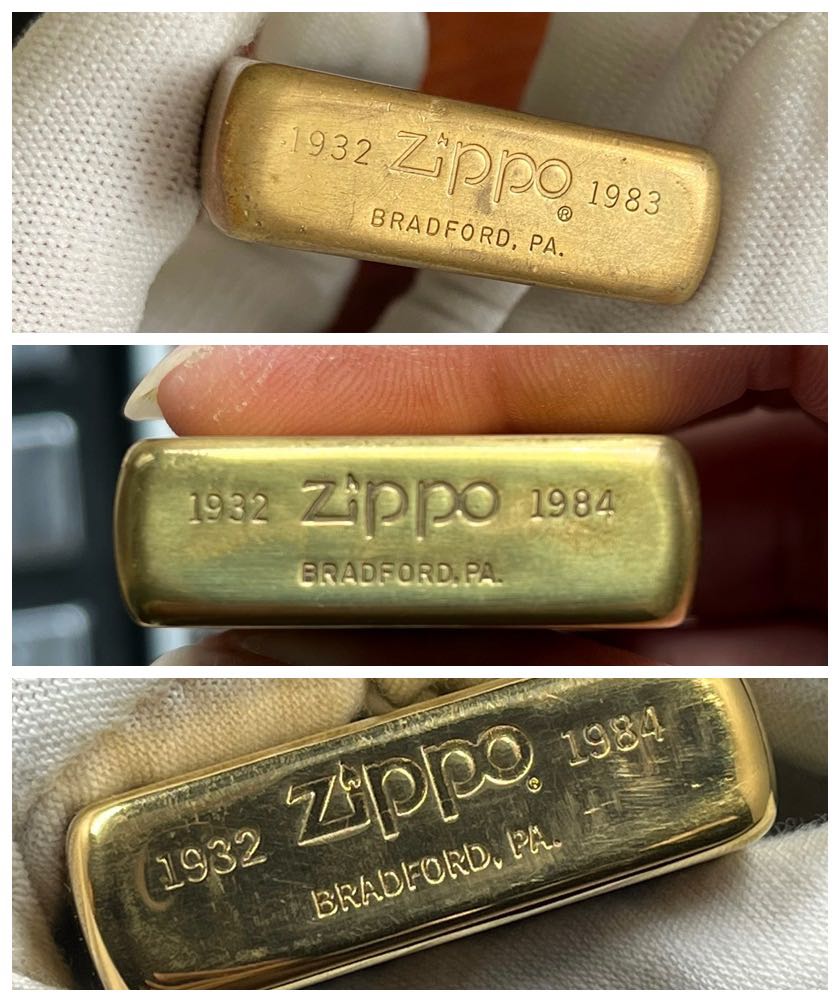 1932 Zippo® 1983
BRADFORD, PA.
1932 Zippo 1984
BRADFORD, PA.
1932 Zippo® 1984
BRADFORD, PA.